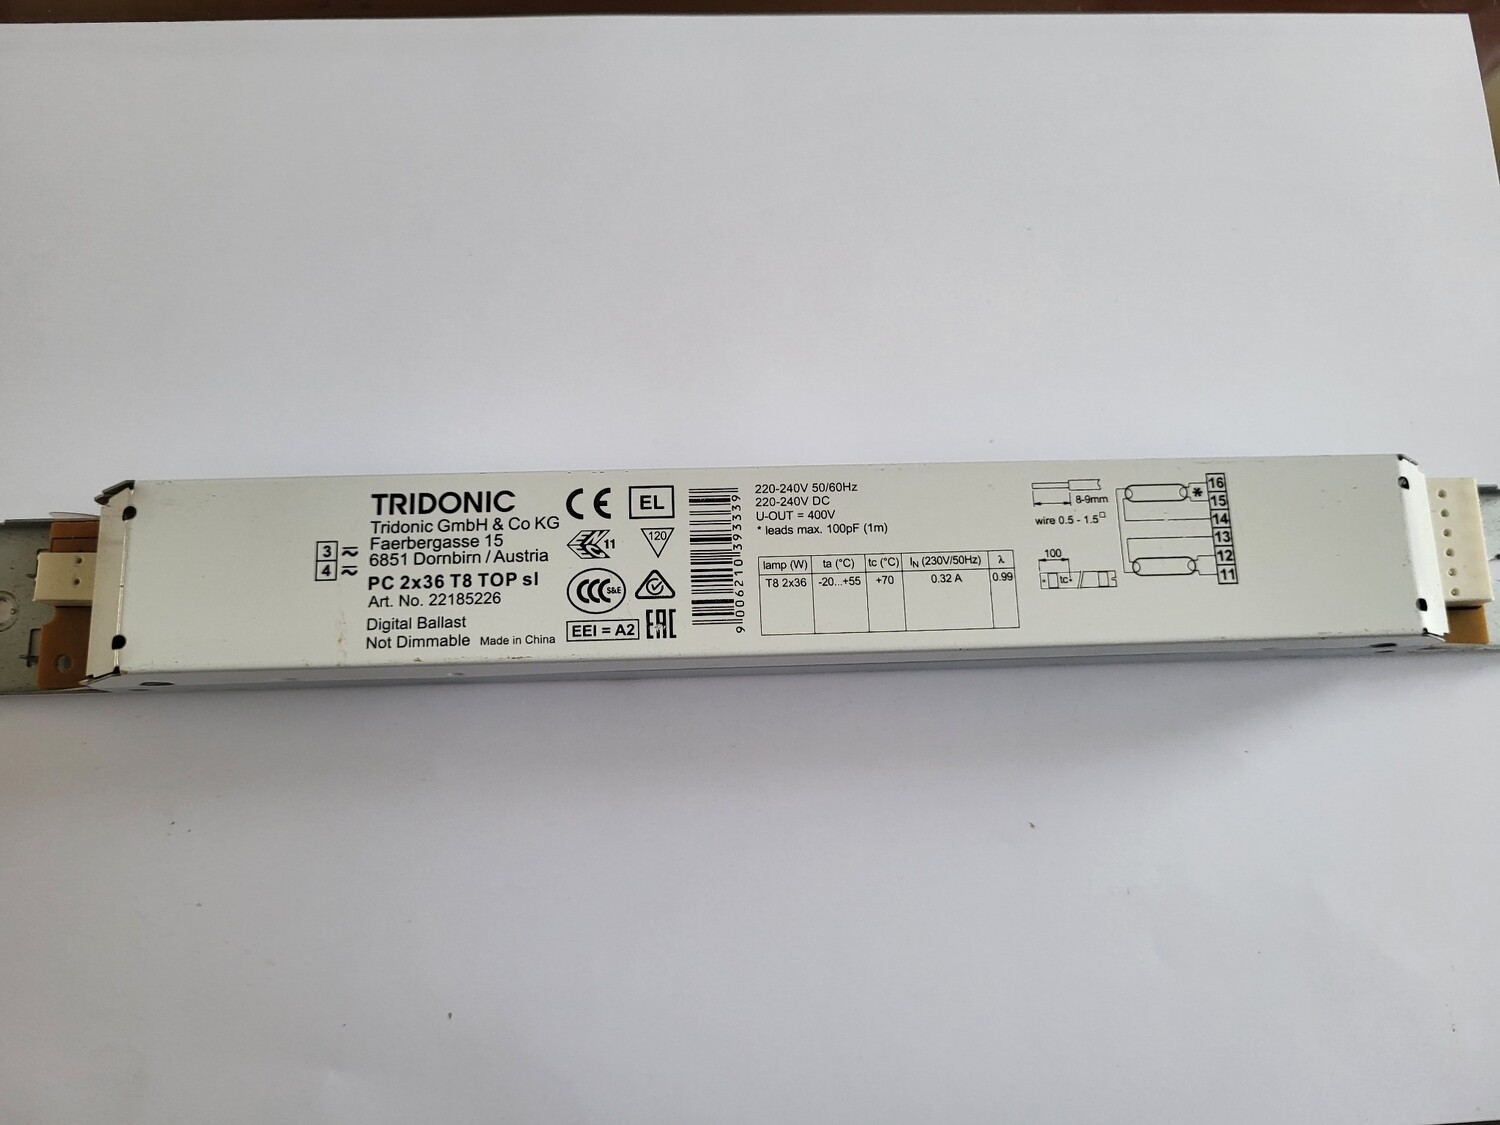 3
4
TRIDONIC
Tridonic GmbH & Co KG
Faerbergasse 15
6851 Dornbirn / Austria
PC 2x36 T8 TOP sl
Art. No. 22185226
Digital Ballast
Not Dimmable Made in China
CE EL
11 120
CCC S&E
EEI = A2 EAC
9 006210 393339
220-240V 50/60Hz
220-240V DC
U-OUT = 400V
* leads max. 100pF (1m)
lamp (W) ta (°C) tc (°C) IN (230V/50Hz) λ
T8 2x36 -20...+55 +70 0.32 A 0.99
8-9mm
wire 0.5 - 1.5□
100
tc
*
16
15
14
13
12
11